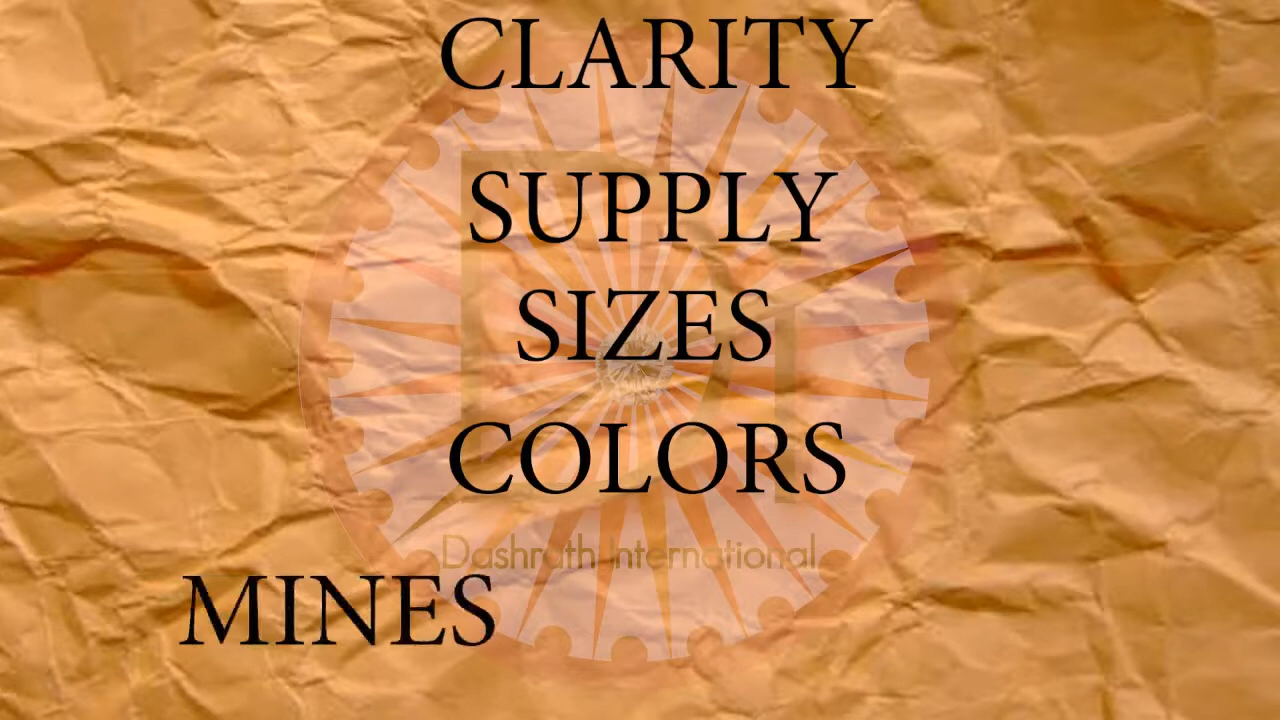 CLARITY
SUPPLY
SIZES
COLORS
Dashrath International
MINES